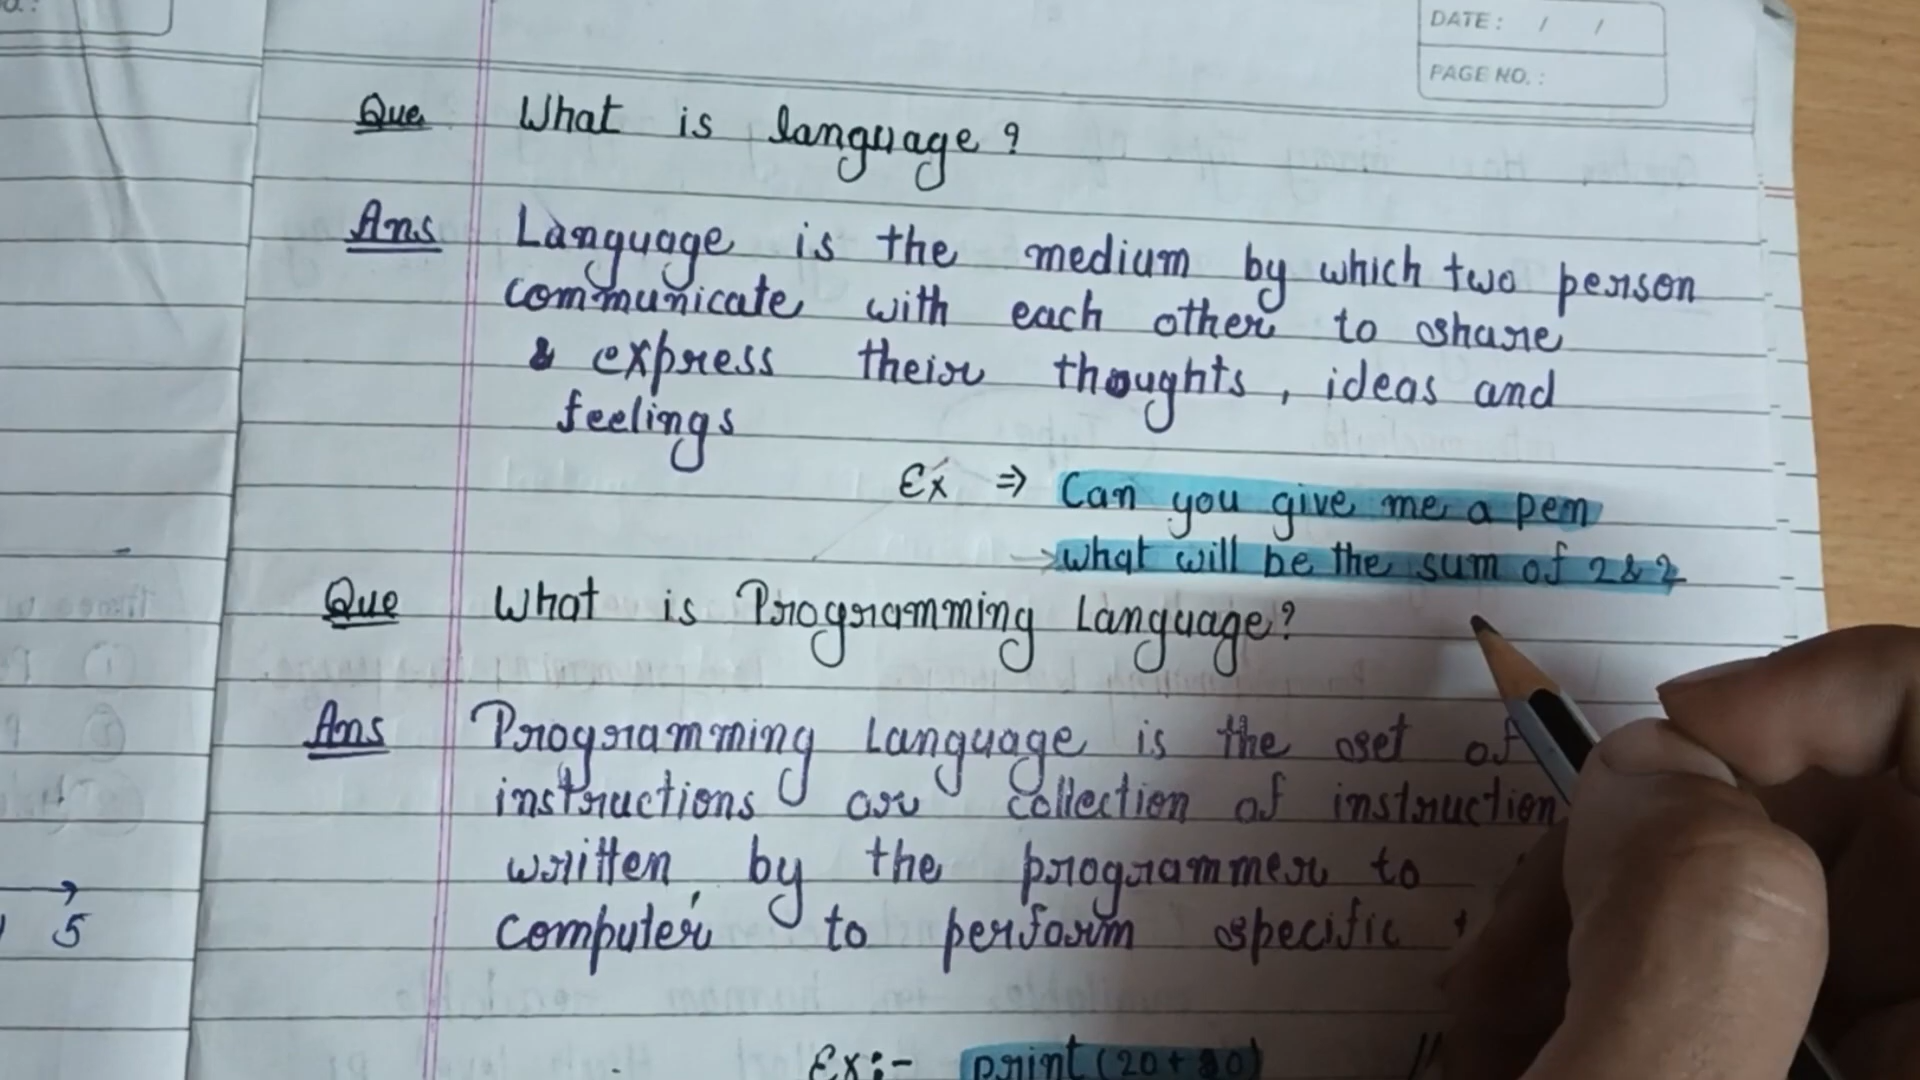 DATE: / /
PAGE NO.:
Que What is language?
Ans Language is the medium by which two person
communicate with each other to share
& express their thoughts, ideas and
feelings
Ex ⇒ Can you give me a pen
→ what will be the sum of 2 & 2
Que What is Programming Language?
Ans Programming Language is the set of
instructions or collection of instruction
written by the programmer to
computer to perform specific
Ex:- print(20+
5